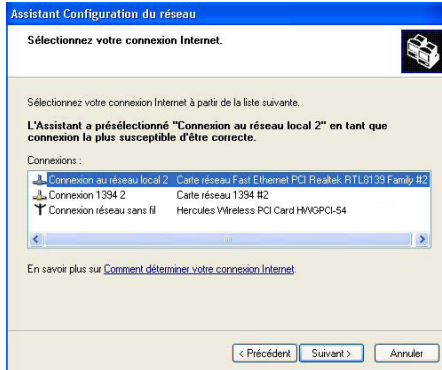 Assistant Configuration du réseau
Sélectionnez votre connexion Internet.
Sélectionnez votre connexion Internet à partir de la liste suivante.
L'Assistant a présélectionné "Connexion au réseau local 2" en tant que
connexion la plus susceptible d'être correcte.
Connexions :
Connexion au réseau local 2 Carte réseau Fast Ethernet PCI Realtek RTL8139 Family #2
Connexion 1394 2 Carte réseau 1394 #2
Connexion réseau sans fil Hercules Wireless PCI Card HWGPCI-54
En savoir plus sur Comment déterminer votre connexion Internet.
< Précédent Suivant > Annuler